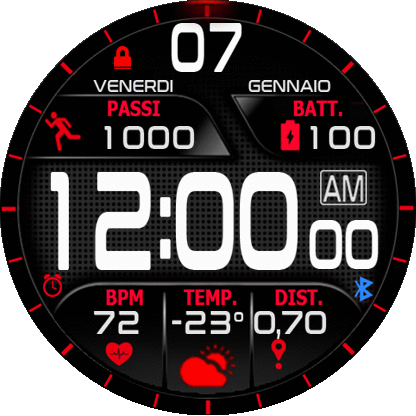 07
VENERDI GENNAIO
PASSI BATT.
1000 100
12:00 AM
00
BPM TEMP. DIST.
72 -23° 0,70